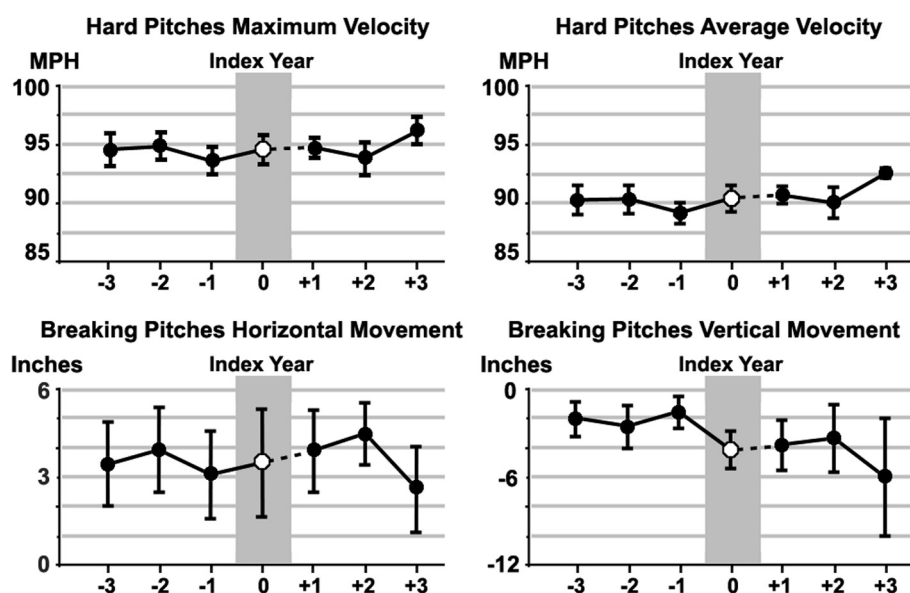 Hard Pitches Maximum Velocity
MPH Index Year
100
95
90
85
-3 -2 -1 0 +1 +2 +3
Hard Pitches Average Velocity
MPH Index Year
100
95
90
85
-3 -2 -1 0 +1 +2 +3
Breaking Pitches Horizontal Movement
Inches Index Year
6
3
0
-3 -2 -1 0 +1 +2 +3
Breaking Pitches Vertical Movement
Inches Index Year
0
-6
-12
-3 -2 -1 0 +1 +2 +3